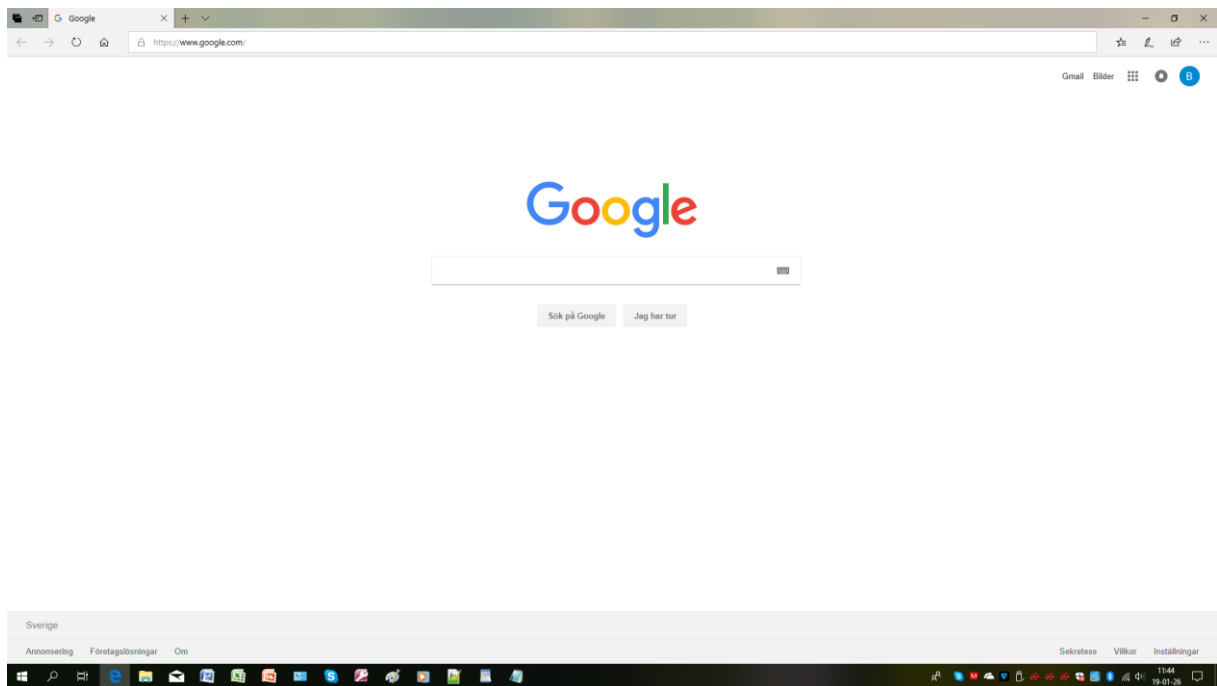 Google
https://www.google.com/
Gmail Bilder B
Google
Sök på Google Jag har tur
Sverige
Annonsering Företagslösningar Om Sekretess Villkor Inställningar
11:44
19-01-26